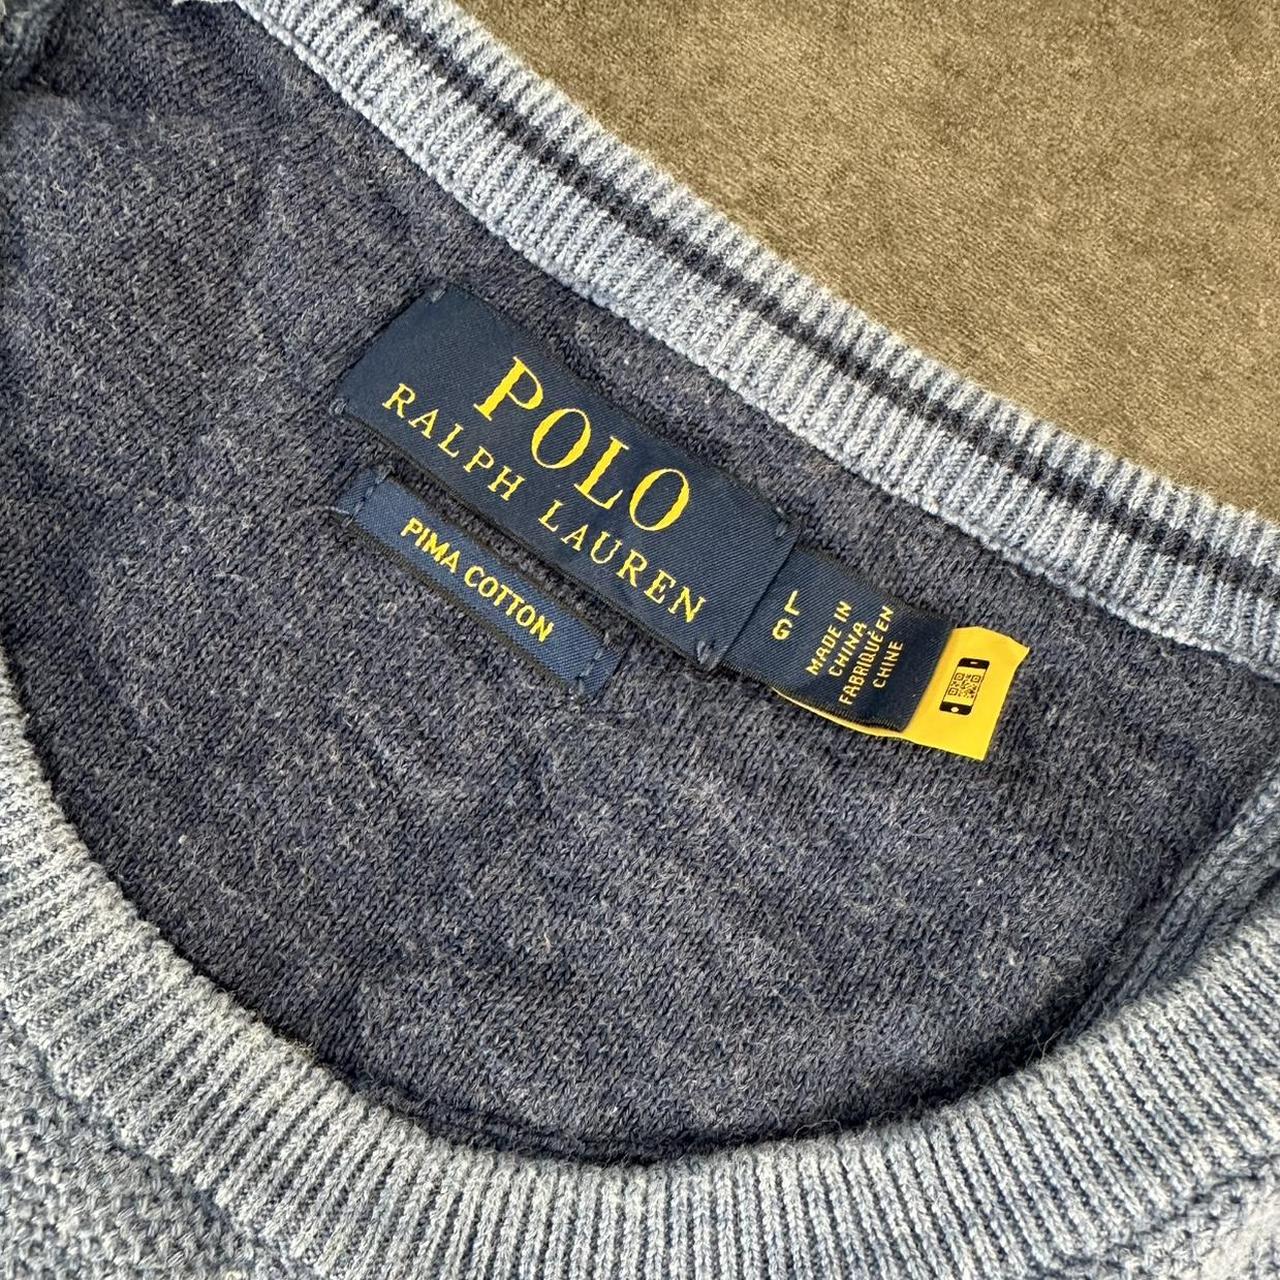 POLO
RALPH LAUREN
PIMA COTTON
L
G
MADE IN
CHINA
FABRIQUÉ EN
CHINE